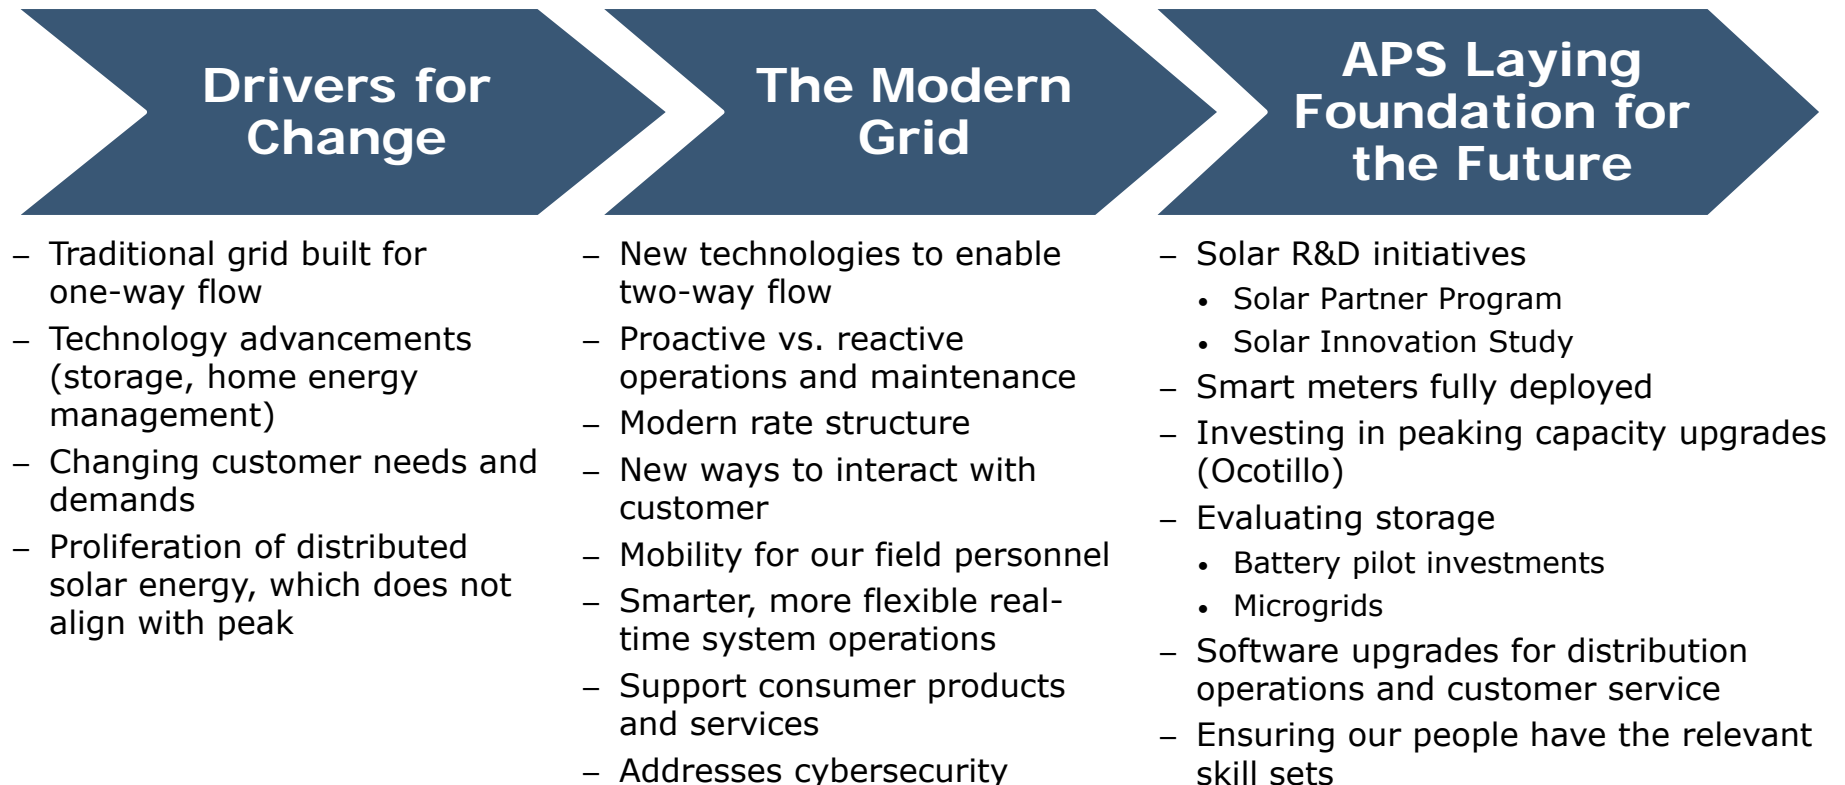 Drivers for
Change
– Traditional grid built for
one-way flow
– Technology advancements
(storage, home energy
management)
– Changing customer needs and
demands
– Proliferation of distributed
solar energy, which does not
align with peak
The Modern
Grid
– New technologies to enable
two-way flow
– Proactive vs. reactive
operations and maintenance
– Modern rate structure
– New ways to interact with
customer
– Mobility for our field personnel
– Smarter, more flexible real-
time system operations
– Support consumer products
and services
– Addresses cybersecurity
APS Laying
Foundation for
the Future
– Solar R&D initiatives
• Solar Partner Program
• Solar Innovation Study
– Smart meters fully deployed
– Investing in peaking capacity upgrades
(Ocotillo)
– Evaluating storage
• Battery pilot investments
• Microgrids
– Software upgrades for distribution
operations and customer service
– Ensuring our people have the relevant
skill sets